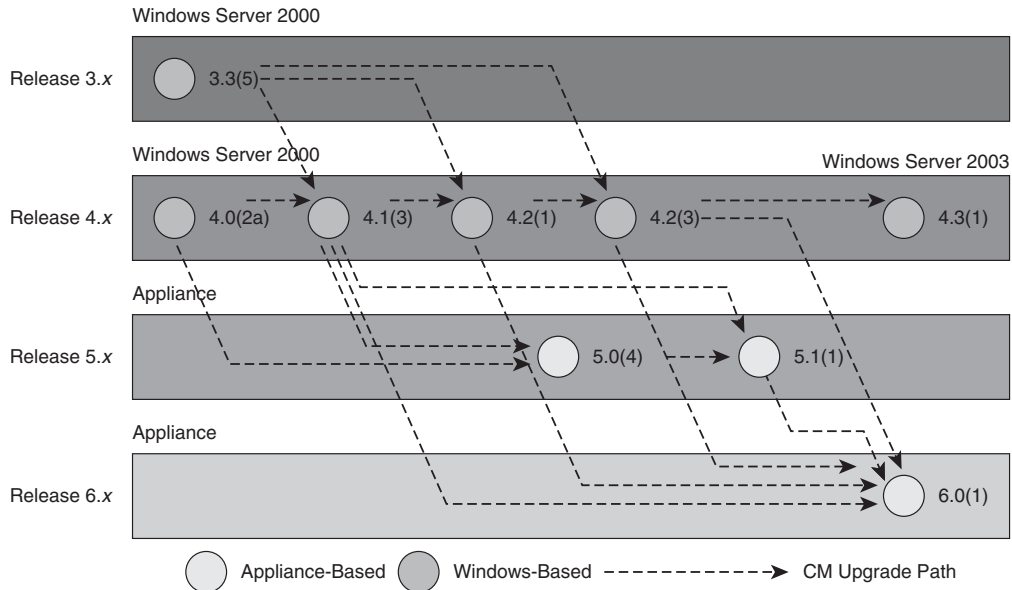 Windows Server 2000
Release 3.x
3.3(5)
Windows Server 2000
Windows Server 2003
Release 4.x
4.0(2a)
4.1(3)
4.2(1)
4.2(3)
4.3(1)
Appliance
Release 5.x
5.0(4)
5.1(1)
Appliance
Release 6.x
6.0(1)
Appliance-Based
Windows-Based
CM Upgrade Path